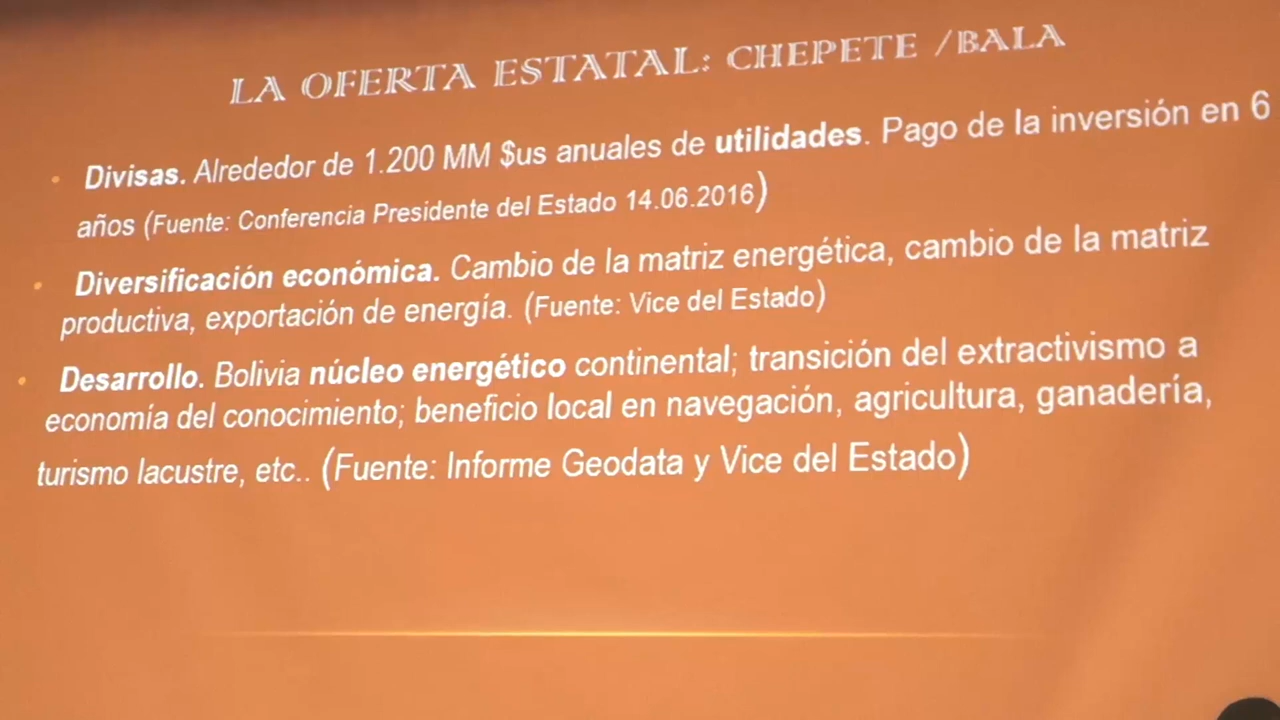 LA OFERTA ESTATAL: CHEPETE /BALA
• Divisas. Alrededor de 1.200 MM $us anuales de utilidades. Pago de la inversión en 6
años (Fuente: Conferencia Presidente del Estado 14.06.2016)
• Diversificación económica. Cambio de la matriz energética, cambio de la matriz
productiva, exportación de energía. (Fuente: Vice del Estado)
• Desarrollo. Bolivia núcleo energético continental; transición del extractivismo a
economía del conocimiento; beneficio local en navegación, agricultura, ganadería,
turismo lacustre, etc.. (Fuente: Informe Geodata y Vice del Estado)